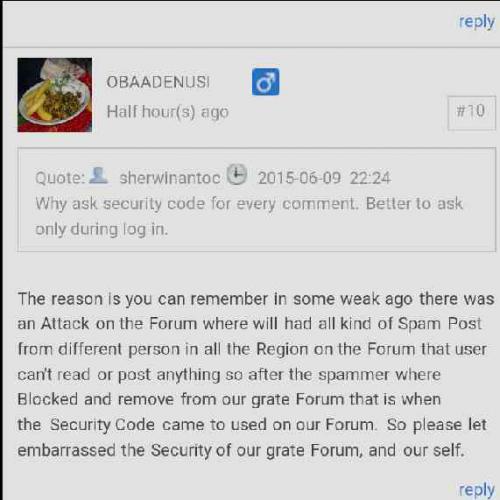 reply
OBAADENUSI
Half hour(s) ago
#10
Quote: sherwinantoc 2015-06-09 22:24
Why ask security code for every comment. Better to ask
only during log in.
The reason is you can remember in some weak ago there was
an Attack on the Forum where will had all kind of Spam Post
from different person in all the Region on the Forum that user
can't read or post anything so after the spammer where
Blocked and remove from our grate Forum that is when
the Security Code came to used on our Forum. So please let
embarrassed the Security of our grate Forum, and our self.
reply